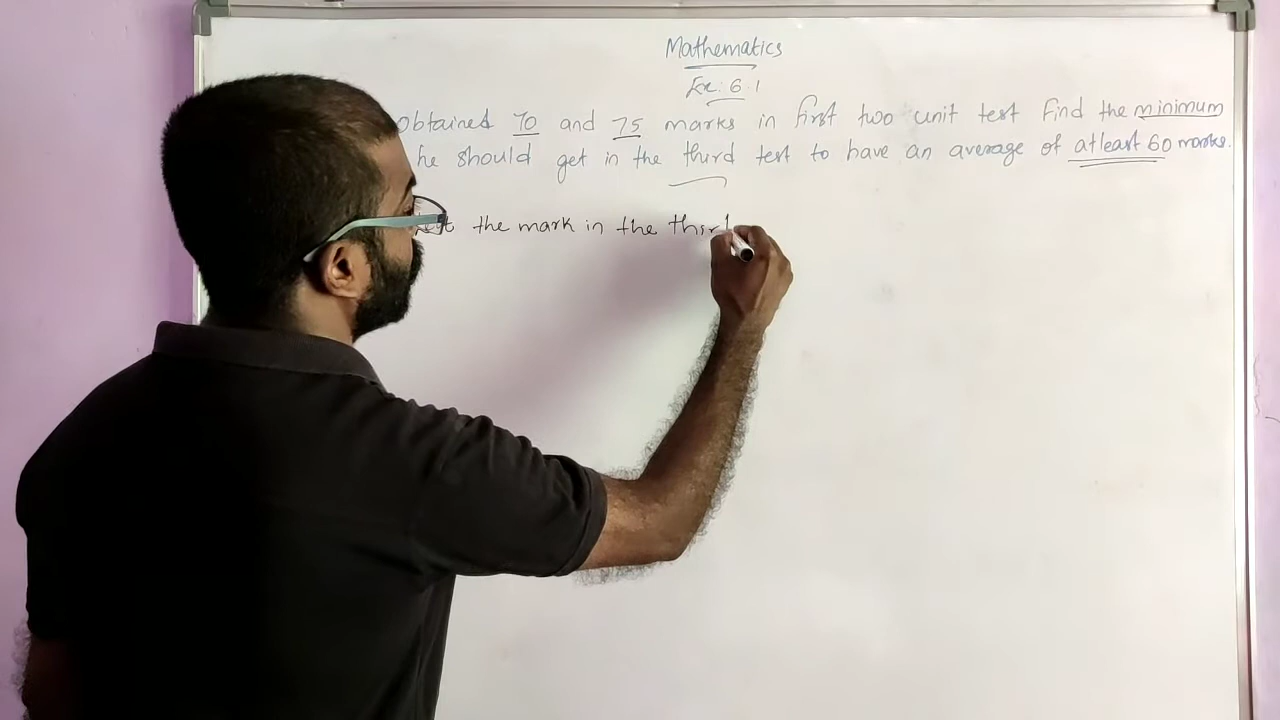 Mathematics
Ex: 6.1
obtained 70 and 75 marks in first two unit test Find the minimum
he should get in the third test to have an average of atleast 60 marks.
the mark in the third